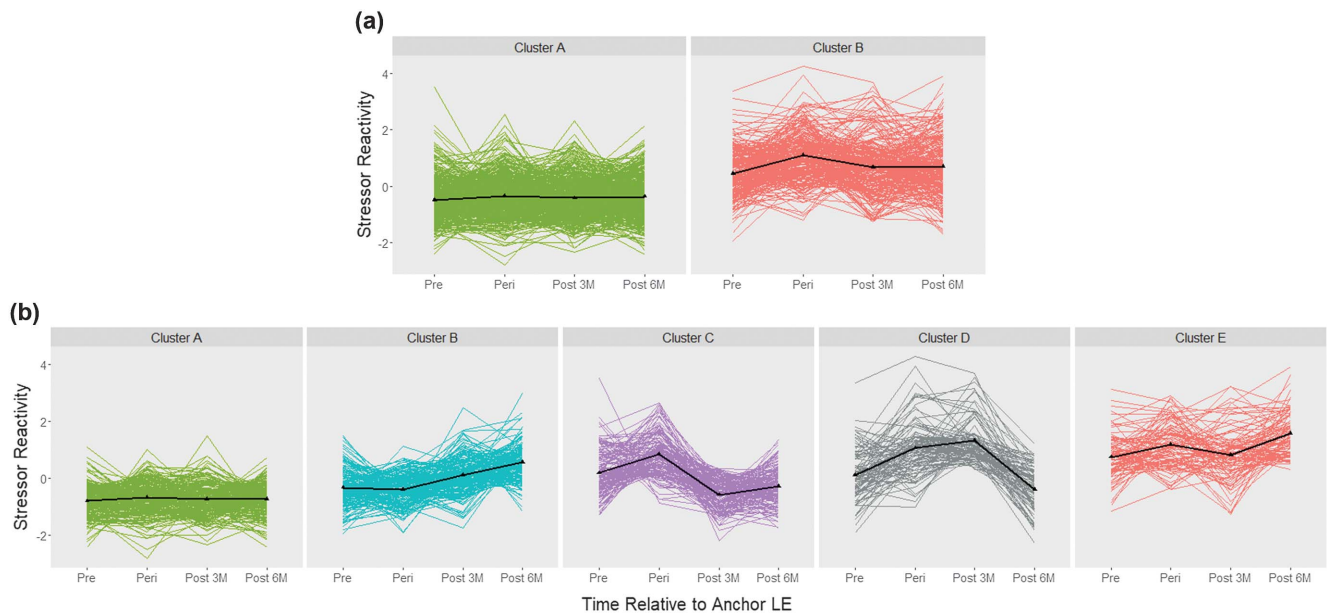 (a)
Cluster A Cluster B
Stressor Reactivity
4
2
0
-2
Pre Peri Post 3M Post 6M Pre Peri Post 3M Post 6M
(b)
Cluster A Cluster B Cluster C Cluster D Cluster E
Stressor Reactivity
4
2
0
-2
Pre Peri Post 3M Post 6M Pre Peri Post 3M Post 6M Pre Peri Post 3M Post 6M Pre Peri Post 3M Post 6M Pre Peri Post 3M Post 6M
Time Relative to Anchor LE